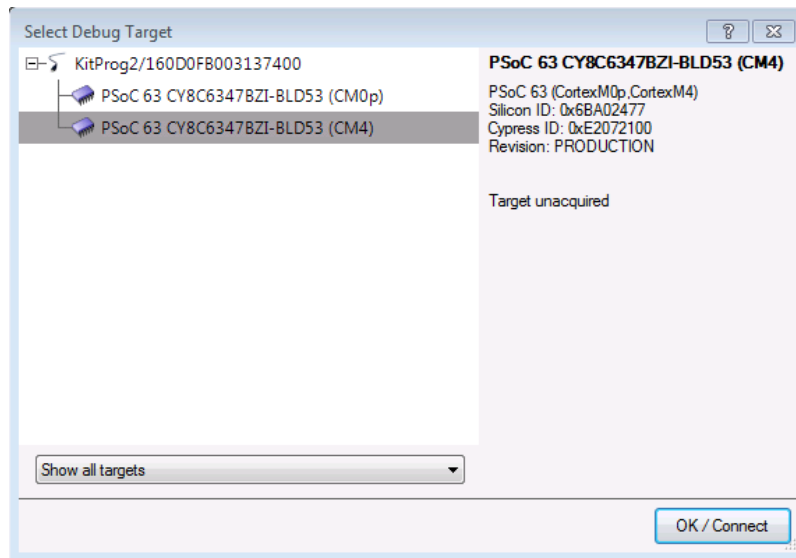 Select Debug Target
KitProg2/160D0FB003137400
PSoC 63 CY8C6347BZI-BLD53 (CM0p)
PSoC 63 CY8C6347BZI-BLD53 (CM4)
PSoC 63 CY8C6347BZI-BLD53 (CM4)
PSoC 63 (CortexM0p,CortexM4)
Silicon ID: 0x6BA02477
Cypress ID: 0xE2072100
Revision: PRODUCTION
Target unacquired
Show all targets
OK / Connect